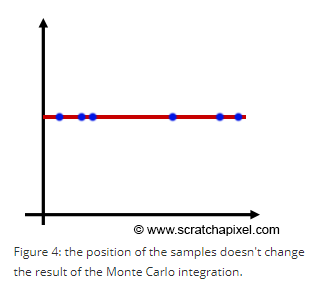 © www.scratchapixel.com
Figure 4: the position of the samples doesn't change
the result of the Monte Carlo integration.